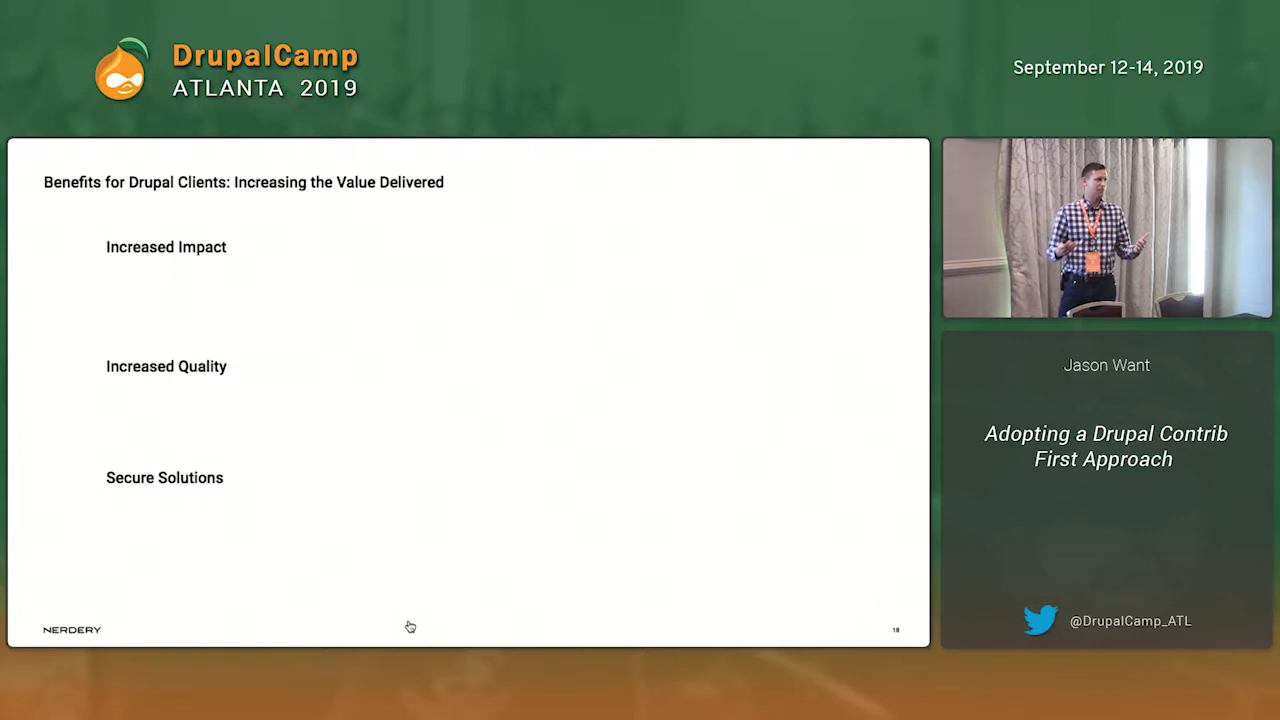 DrupalCamp
ATLANTA 2019
September 12-14, 2019
Benefits for Drupal Clients: Increasing the Value Delivered
Increased Impact
Increased Quality
Secure Solutions
NERDERY
18
Jason Want
Adopting a Drupal Contrib
First Approach
@DrupalCamp_ATL